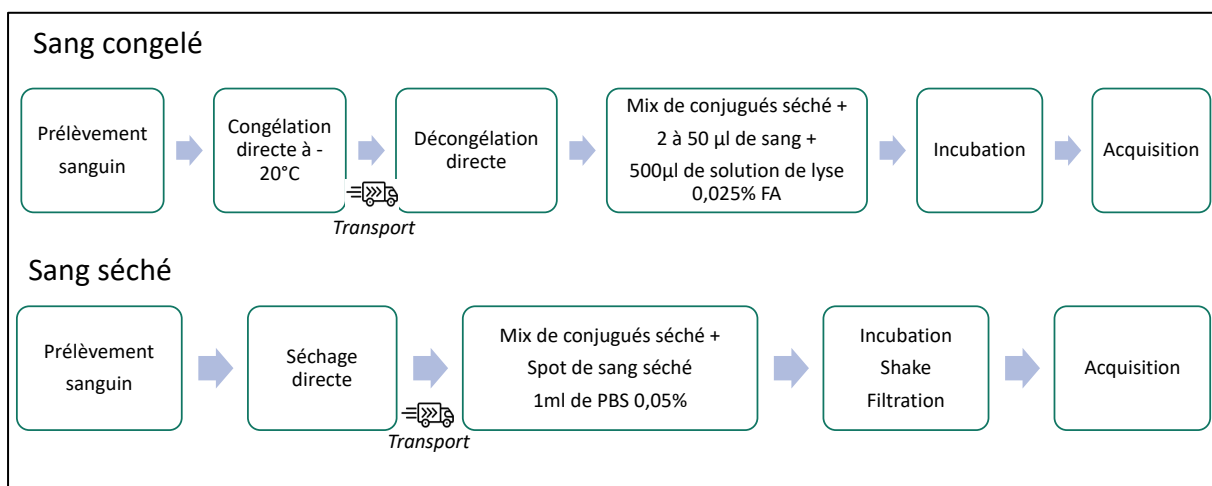 Sang congelé
Prélèvement
sanguin
Congélation
directe à -
20°C
Transport
Décongélation
directe
Mix de conjugués séché +
2 à 50 µl de sang +
500µl de solution de lyse
0,025% FA
Incubation
Acquisition
Sang séché
Prélèvement
sanguin
Séchage
directe
Transport
Mix de conjugués séché +
Spot de sang séché
1ml de PBS 0,05%
Incubation
Shake
Filtration
Acquisition